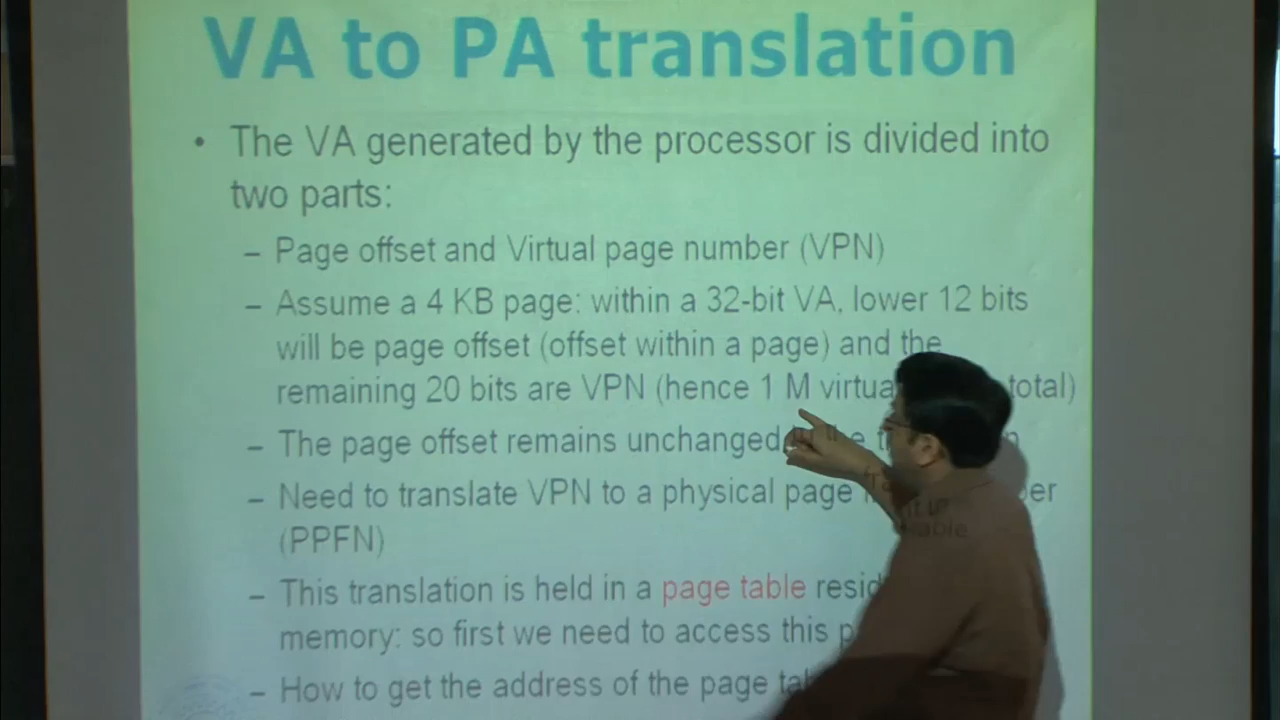 VA to PA translation
• The VA generated by the processor is divided into
two parts:
– Page offset and Virtual page number (VPN)
– Assume a 4 KB page: within a 32-bit VA, lower 12 bits
will be page offset (offset within a page) and the
remaining 20 bits are VPN (hence 1 M total)
– The page offset remains unchanged
– Need to translate VPN to a physical page
(PPFN)
– This translation is held in a page table
memory: so first we need to access this
– How to get the address of the page